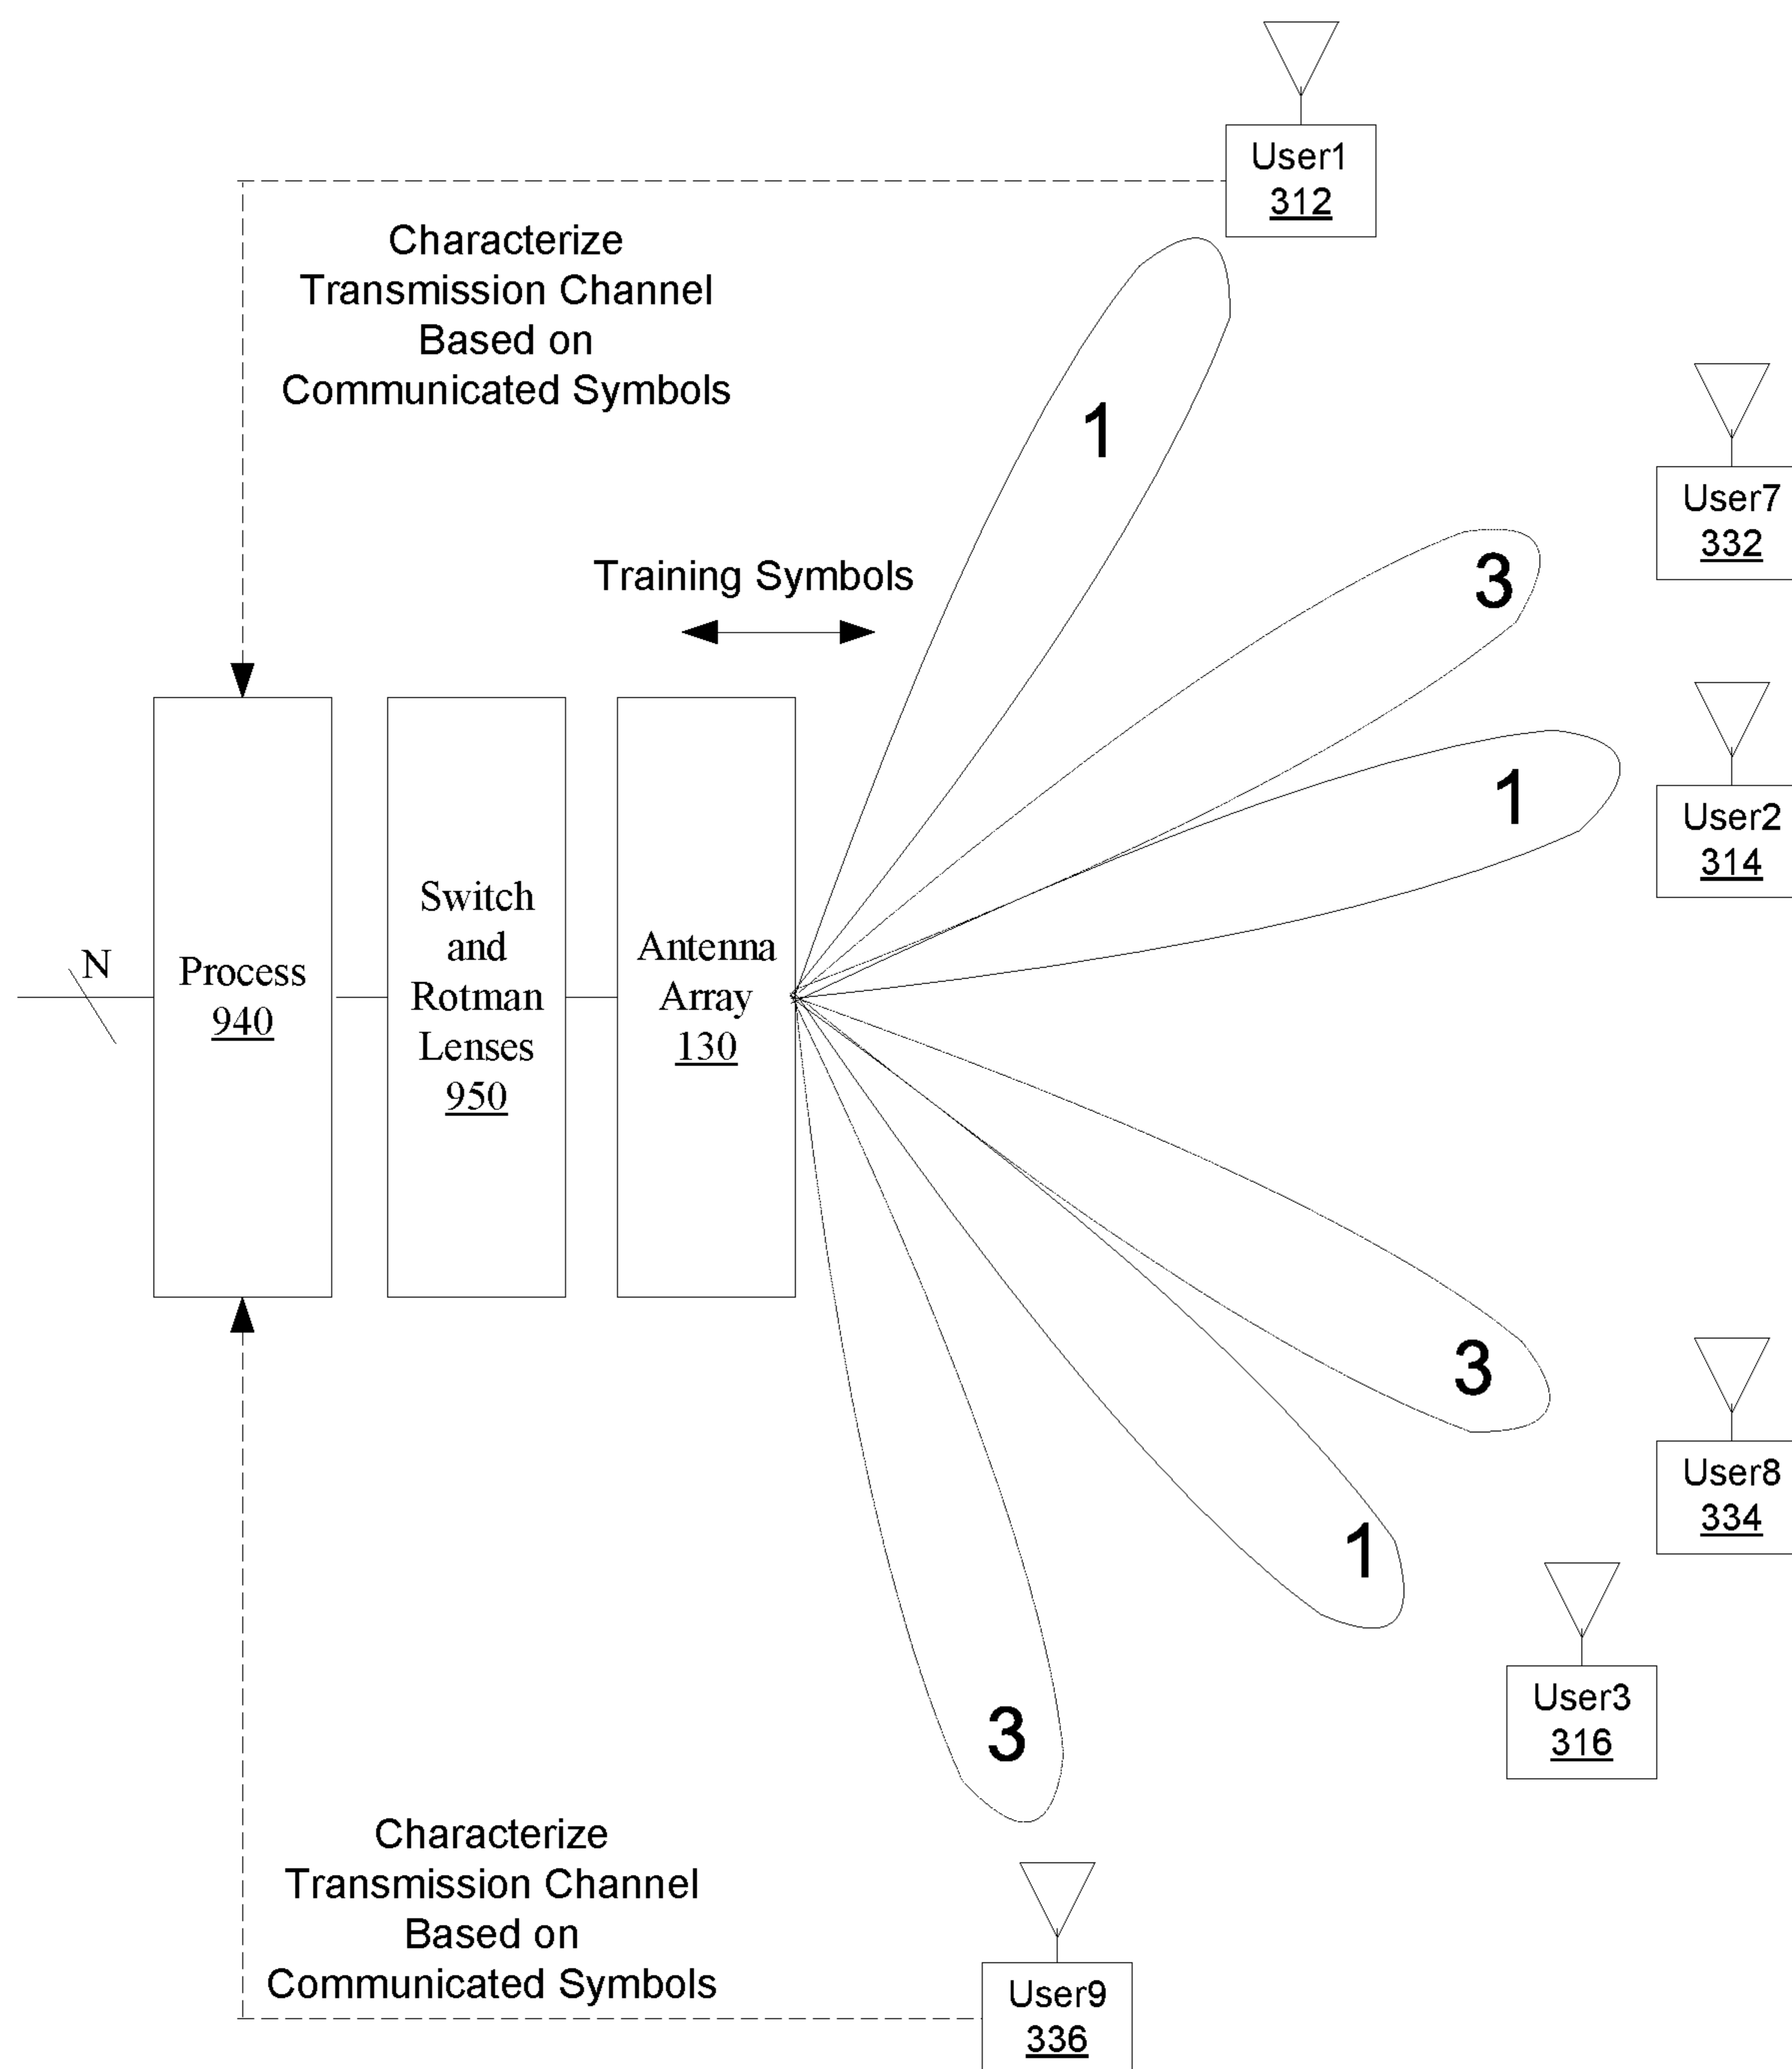 User1
312
Characterize
Transmission Channel
Based on
Communicated Symbols
1
User7
332
Training Symbols
3
User2
314
1
N
Process
940
Switch
and
Rotman
Lenses
950
Antenna
Array
130
3
User8
334
1
User3
316
3
Characterize
Transmission Channel
Based on
Communicated Symbols
User9
336